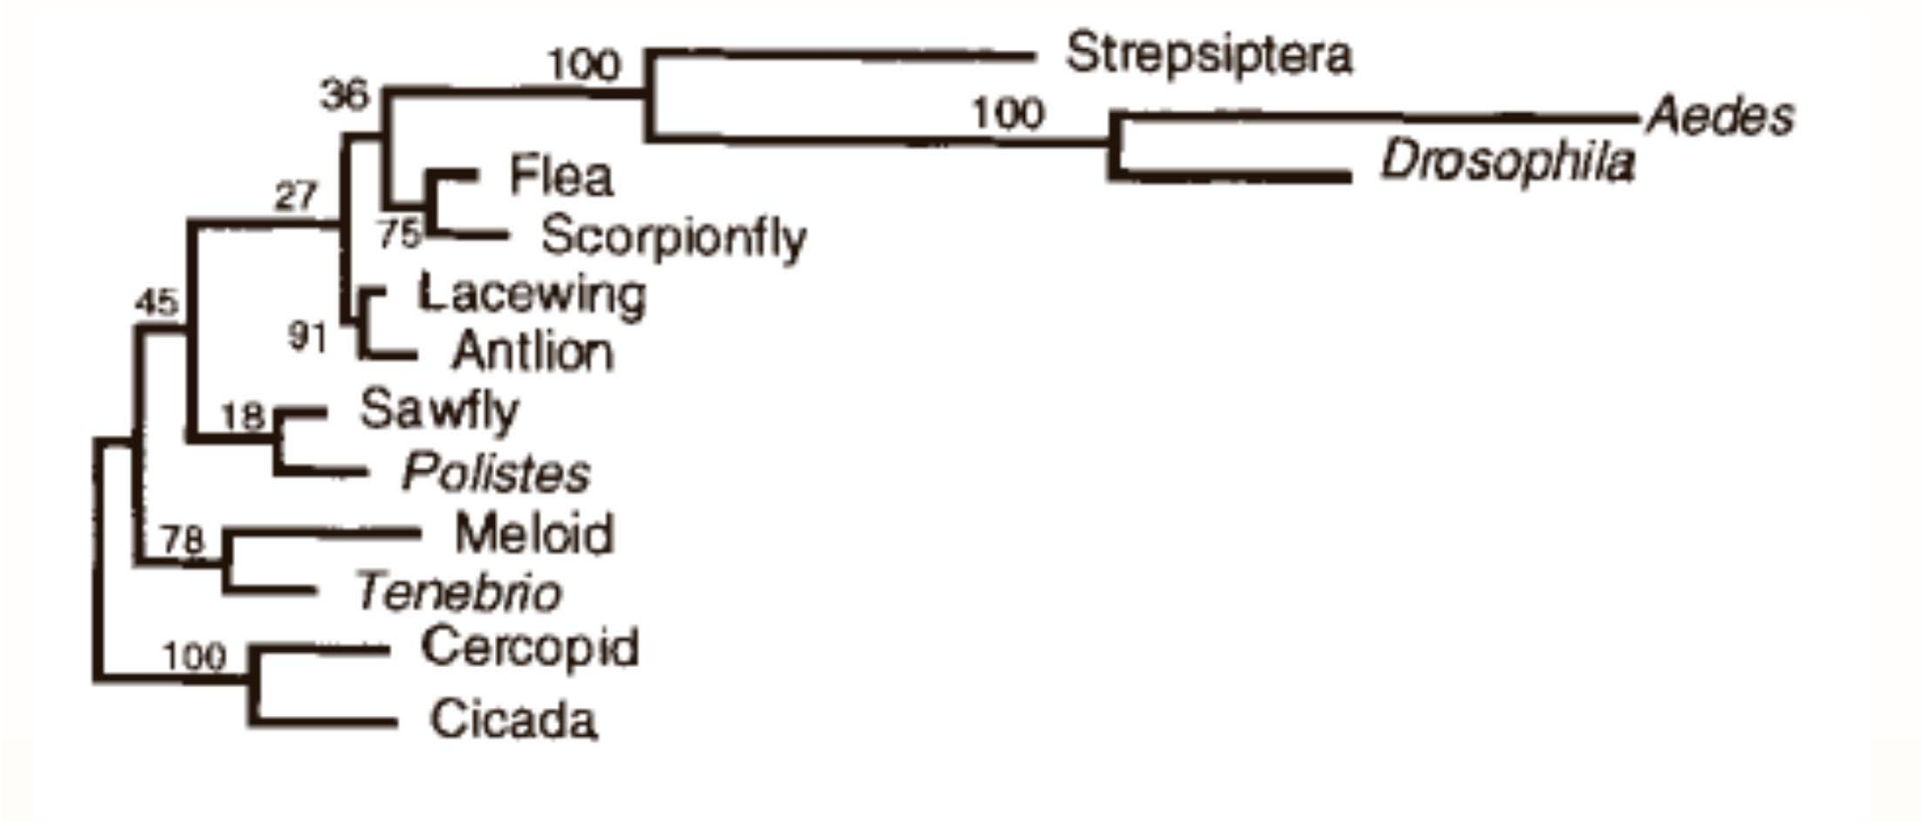 100 Strepsiptera
36
100 Aedes
Drosophila
Flea
27
75 Scorpionfly
Lacewing
45
91 Antlion
18 Sawfly
Polistes
78 Meloid
Tenebrio
Cercopid
100
Cicada